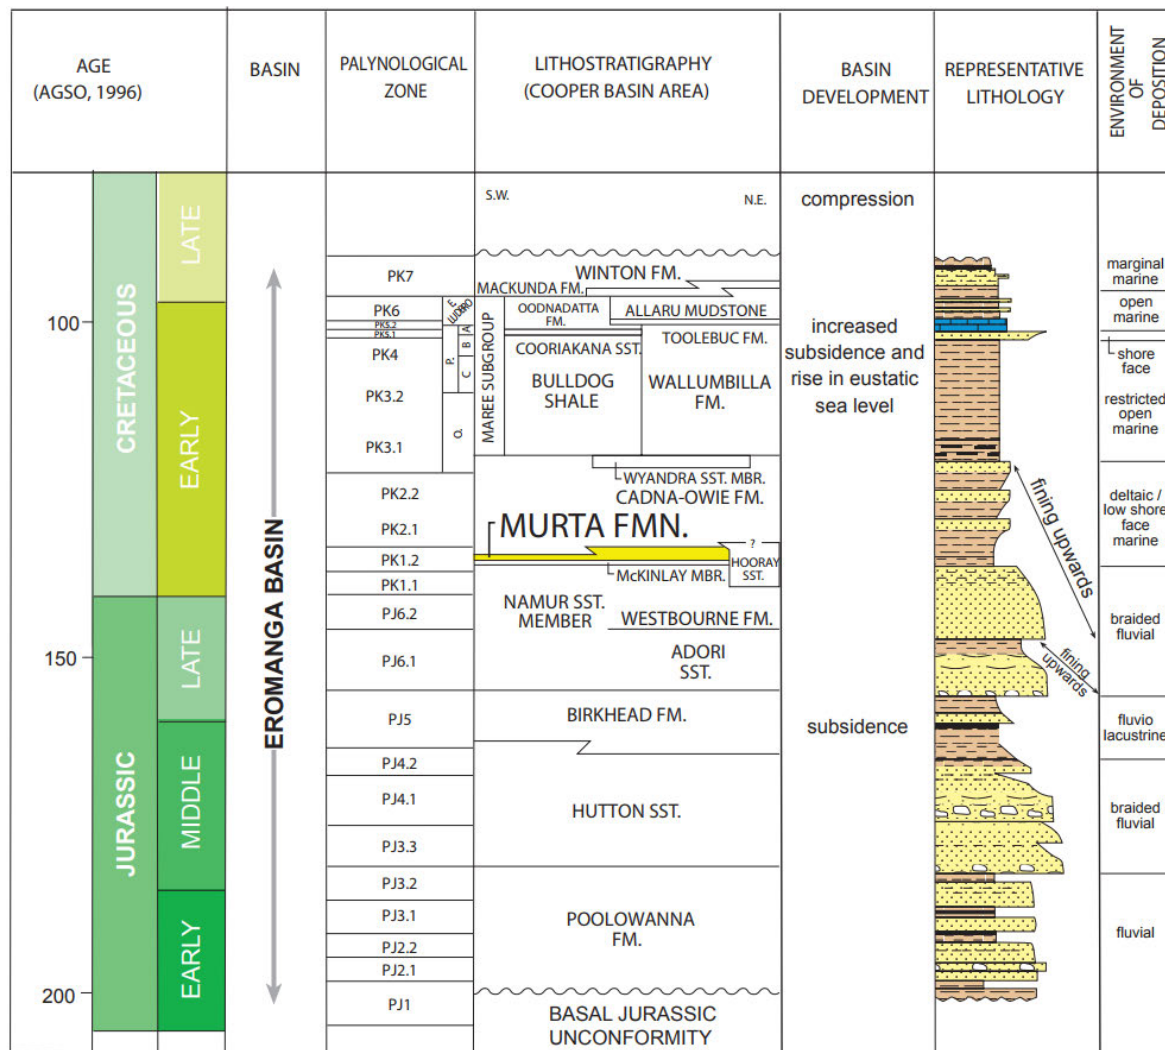 AGE
(AGSO, 1996)
BASIN
PALYNOLOGICAL
ZONE
LITHOSTRATIGRAPHY
(COOPER BASIN AREA)
BASIN
DEVELOPMENT
REPRESENTATIVE
LITHOLOGY
ENVIRONMENT
OF
DEPOSITION
100
150
200
CRETACEOUS
JURASSIC
LATE
EARLY
LATE
MIDDLE
EARLY
EROMANGA BASIN
PK7
PK6
PK5.2
PK5.1
PK4
PK3.2
PK3.1
PK2.2
PK2.1
PK1.2
PK1.1
PJ6.2
PJ6.1
PJ5
PJ4.2
PJ4.1
PJ3.3
PJ3.2
PJ3.1
PJ2.2
PJ2.1
PJ1
E.
P.
A
B
C
O.
S.W.
N.E.
WINTON FM.
MACKUNDA FM.
MAREE SUBGROUP
OODNADATTA
FM.
ALLARU MUDSTONE
TOOLEBUC FM.
COORIAKANA SST.
BULLDOG
SHALE
WALLUMBILLA
FM.
WYANDRA SST. MBR.
CADNA-OWIE FM.
MURTA FMN.
?
HOORAY
SST.
McKINLAY MBR.
NAMUR SST.
MEMBER
WESTBOURNE FM.
ADORI
SST.
BIRKHEAD FM.
HUTTON SST.
POOLOWANNA
FM.
BASAL JURASSIC
UNCONFORMITY
compression
increased
subsidence and
rise in eustatic
sea level
subsidence
fining upwards
fining
upwards
marginal
marine
open
marine
shore
face
restricted
open
marine
deltaic /
low shore
face
marine
braided
fluvial
fluvio
lacustrine
braided
fluvial
fluvial